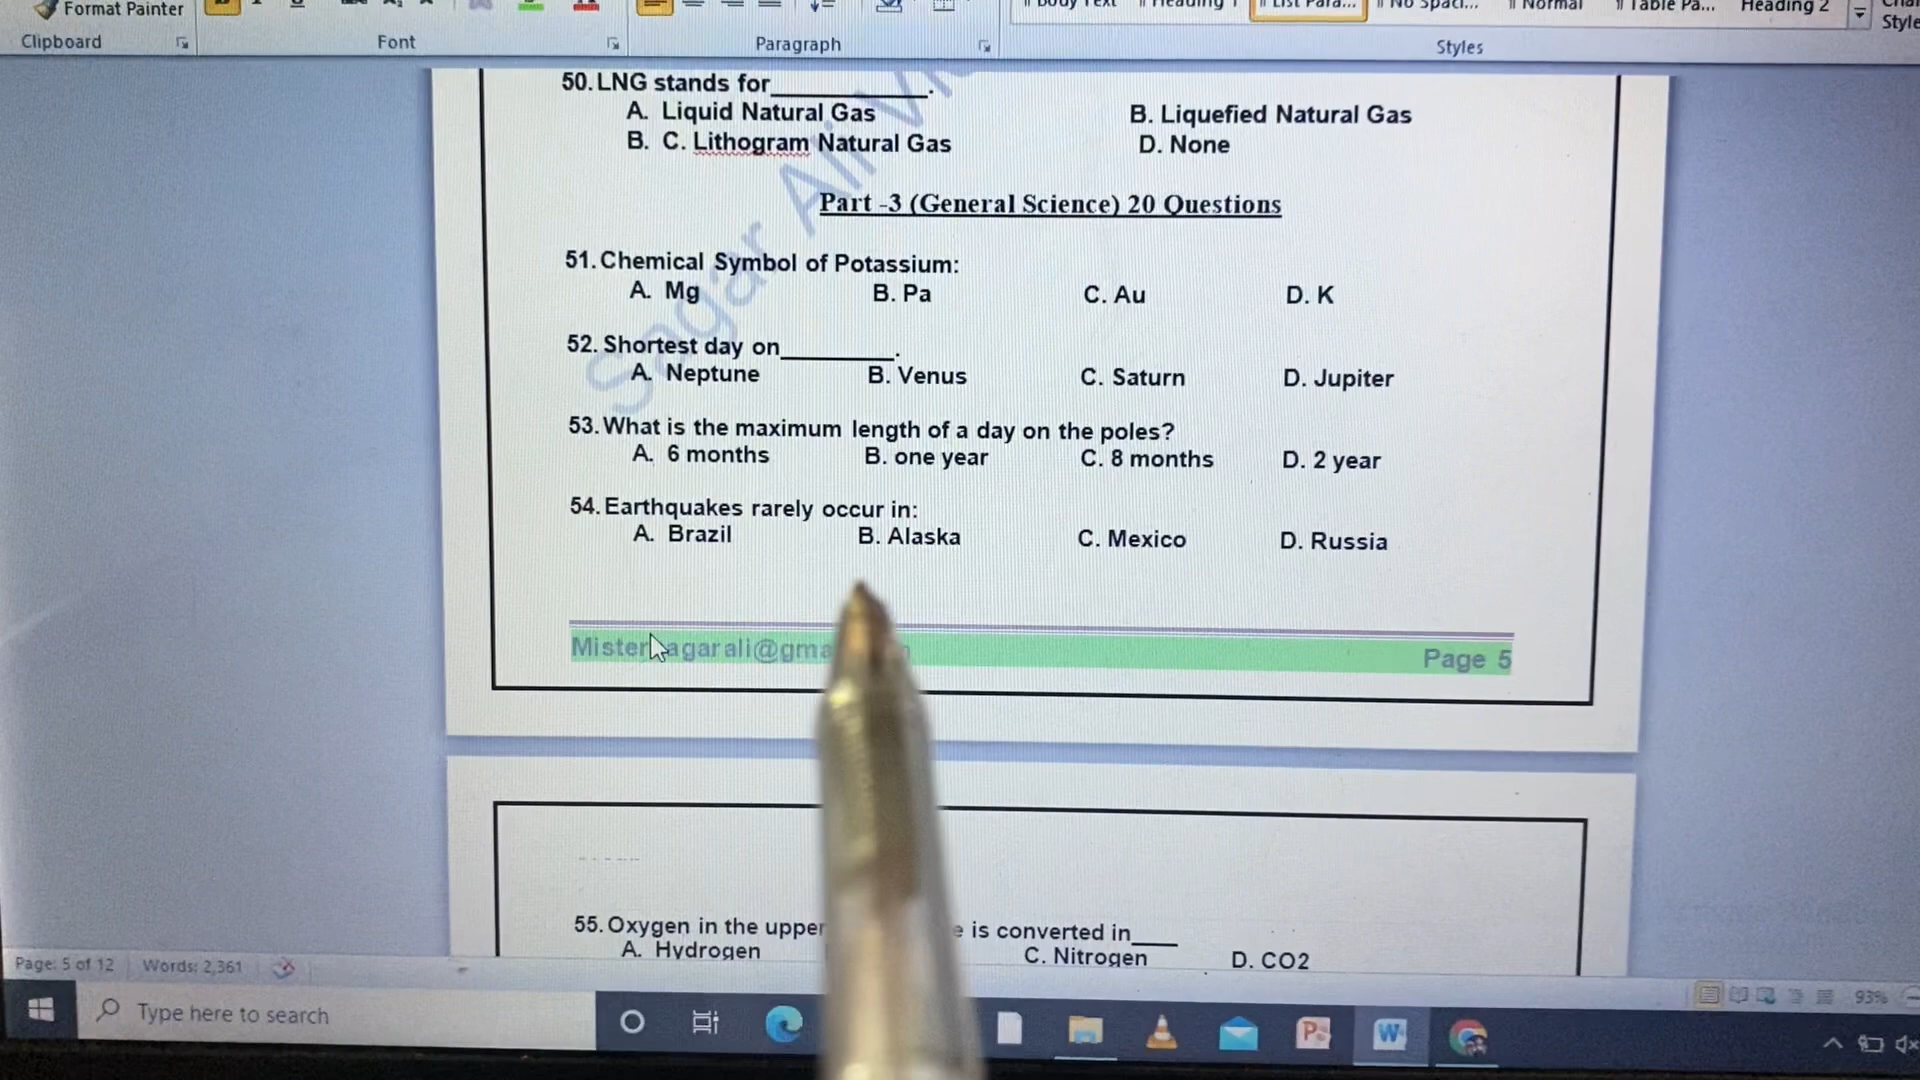 Format Painter
Clipboard
Font
Paragraph
Styles
Style
Heading 2
50. LNG stands for____________.
A. Liquid Natural Gas B. Liquefied Natural Gas
B. C. Lithogram Natural Gas D. None
Part -3 (General Science) 20 Questions
51. Chemical Symbol of Potassium:
A. Mg B. Pa C. Au D. K
52. Shortest day on_________.
A. Neptune B. Venus C. Saturn D. Jupiter
53. What is the maximum length of a day on the poles?
A. 6 months B. one year C. 8 months D. 2 year
54. Earthquakes rarely occur in:
A. Brazil B. Alaska C. Mexico D. Russia
Page 5
Sagar Ali
55. Oxygen in the upper is converted in____
A. Hydrogen C. Nitrogen D. CO2
Page: 5 of 12 Words: 2,361
93%
Type here to search